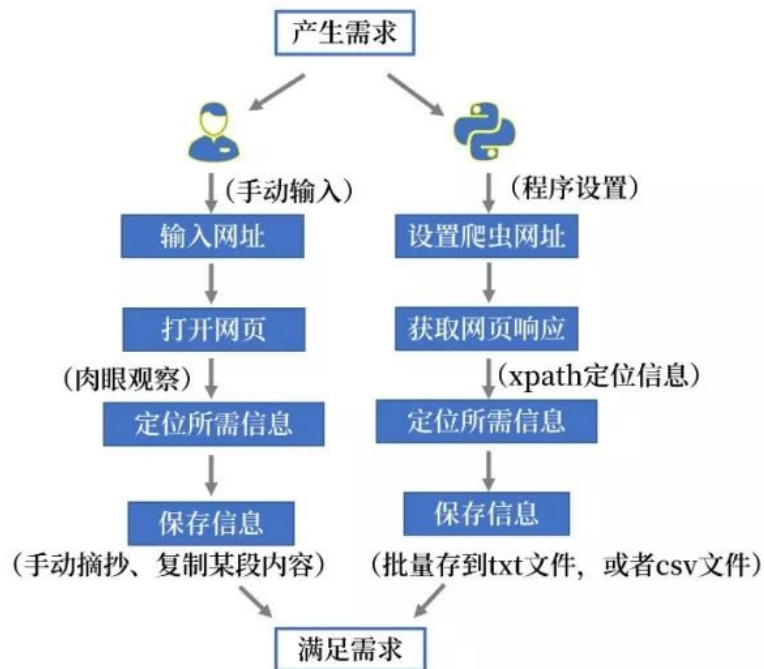 产生需求
（手动输入）
（程序设置）
输入网址
设置爬虫网址
打开网页
获取网页响应
（肉眼观察）
（xpath定位信息）
定位所需信息
定位所需信息
保存信息
保存信息
（手动摘抄、复制某段内容）
（批量存到txt文件，或者csv文件）
满足需求